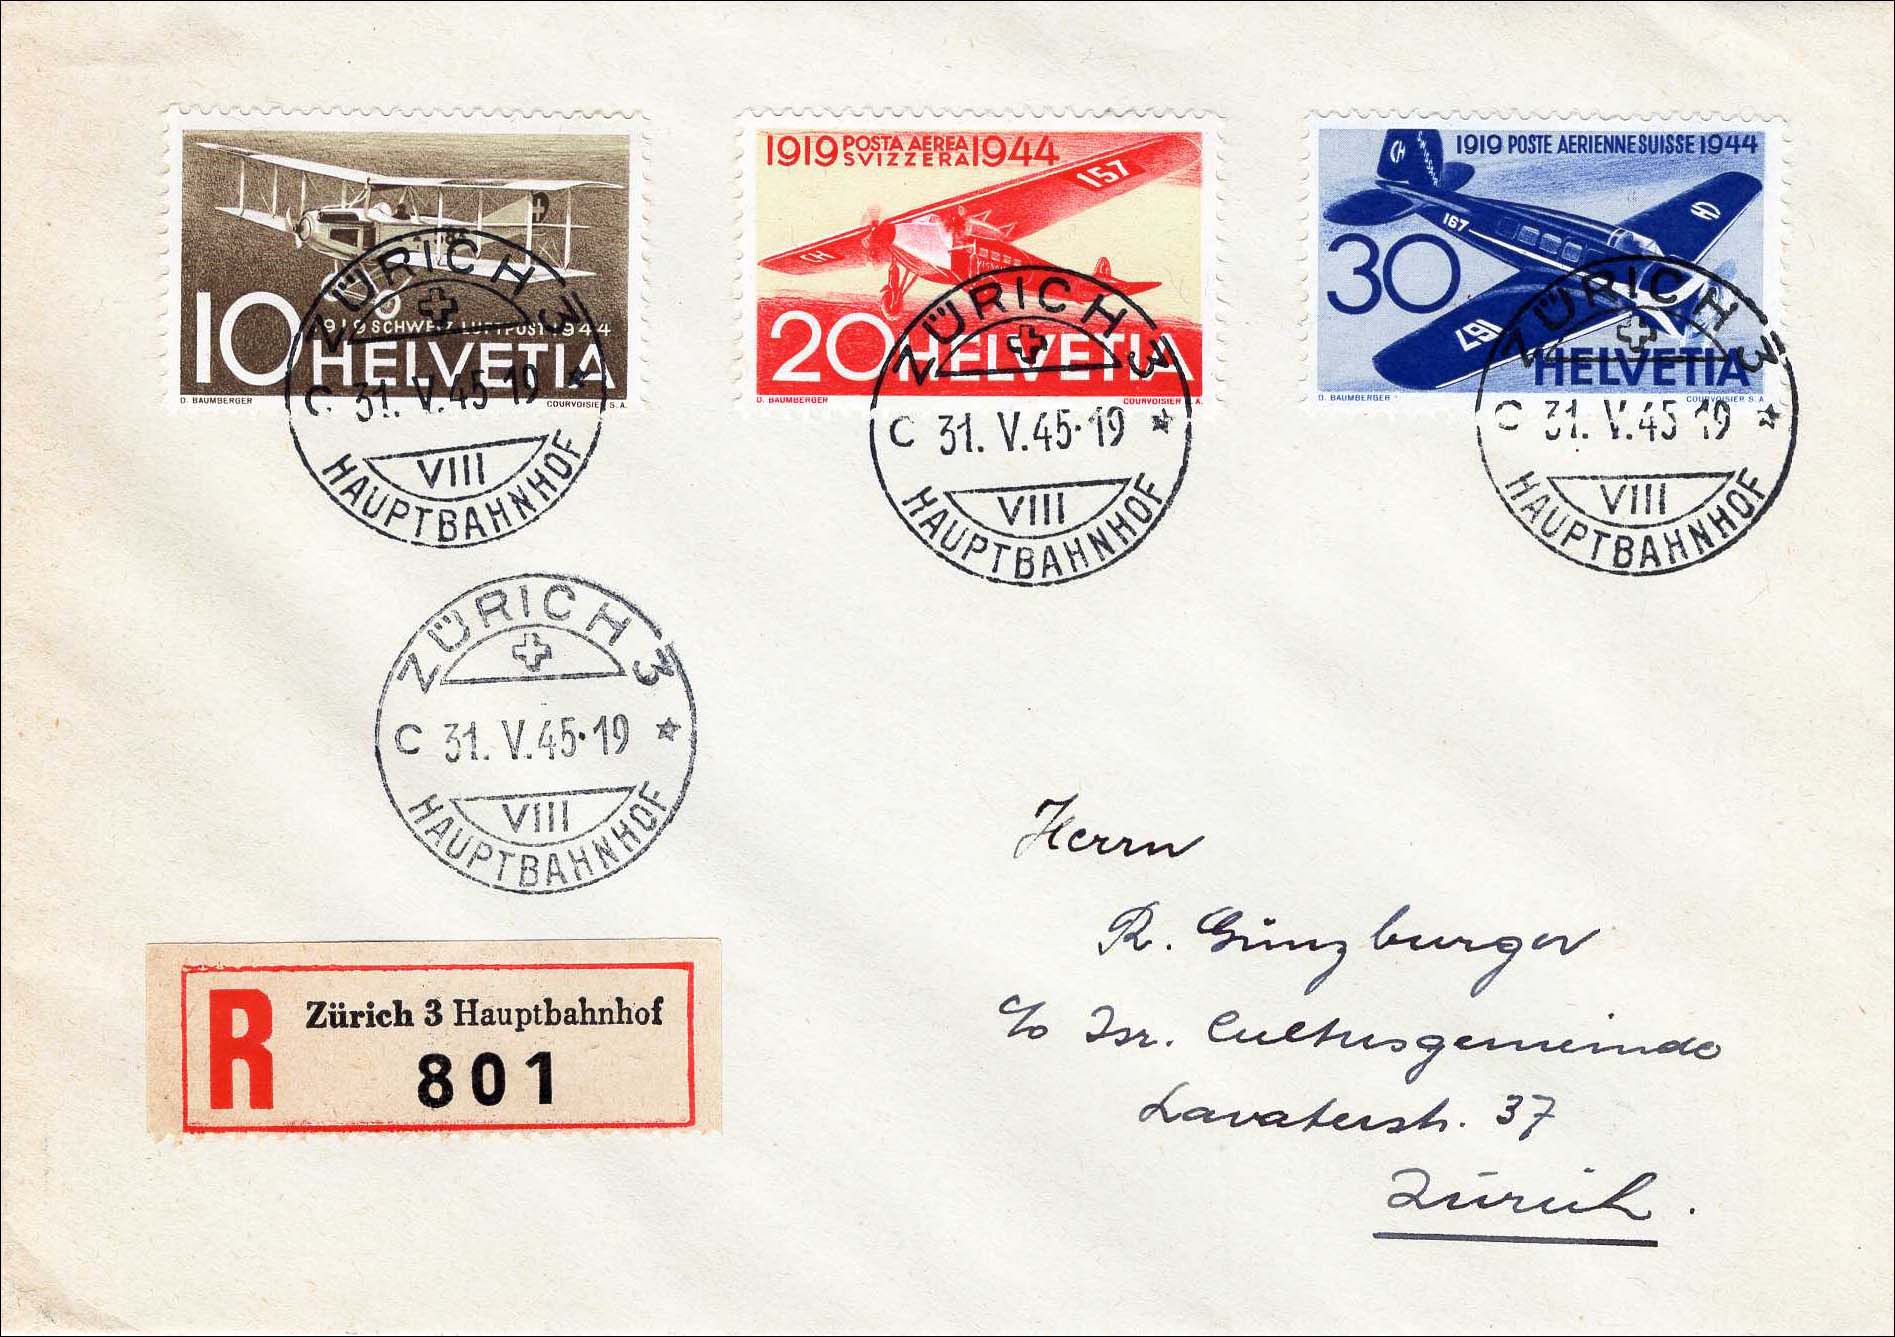 10
1919 SCHWEIZ. LUFTPOST 1944
HELVETIA
D. BAUMBERGER
COURVOISIER S.A.
1919 POSTA AEREA SVIZZERA 1944
157
CH
20
HELVETIA
D. BAUMBERGER
COURVOISIER S.A.
1919 POSTE AERIENNE SUISSE 1944
CH
167
30
167
HELVETIA
D. BAUMBERGER
COURVOISIER S.A.
ZÜRICH 3
C 31. V. 45 19 *
VIII
HAUPTBAHNHOF
ZÜRICH 3
C 31. V. 45·19 *
VIII
HAUPTBAHNHOF
ZÜRICH 3
C 31. V. 45 19 *
VIII
HAUPTBAHNHOF
ZÜRICH 3
C 31. V. 45·19 *
VIII
HAUPTBAHNHOF
R
Zürich 3 Hauptbahnhof
801
Herrn
R. Günzburger
c/o Isr. Cultusgemeinde
Lavaterstr. 37
Zürich.